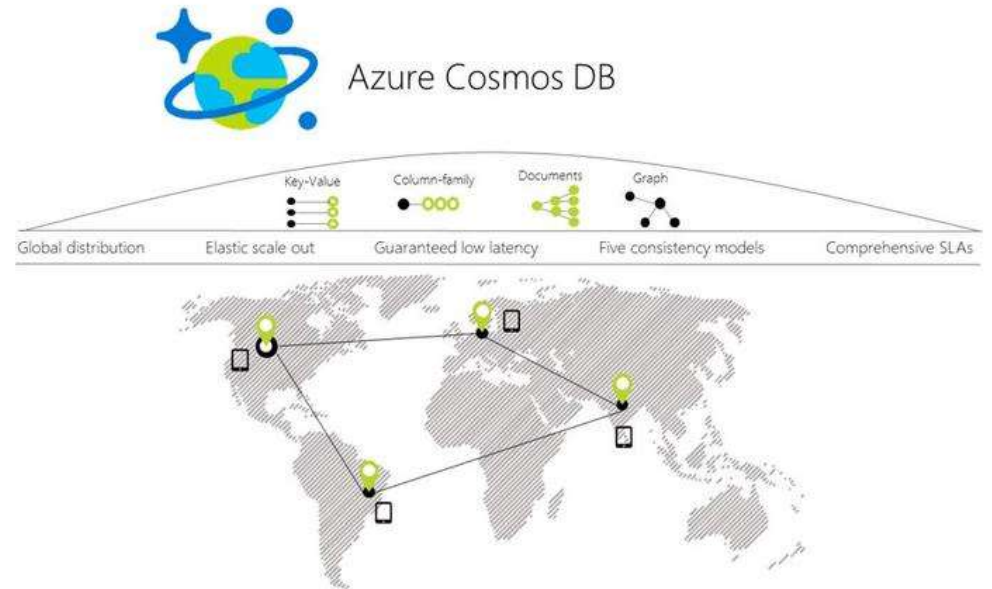 Azure Cosmos DB
Key-Value Column-family Documents Graph
Global distribution Elastic scale out Guaranteed low latency Five consistency models Comprehensive SLAs